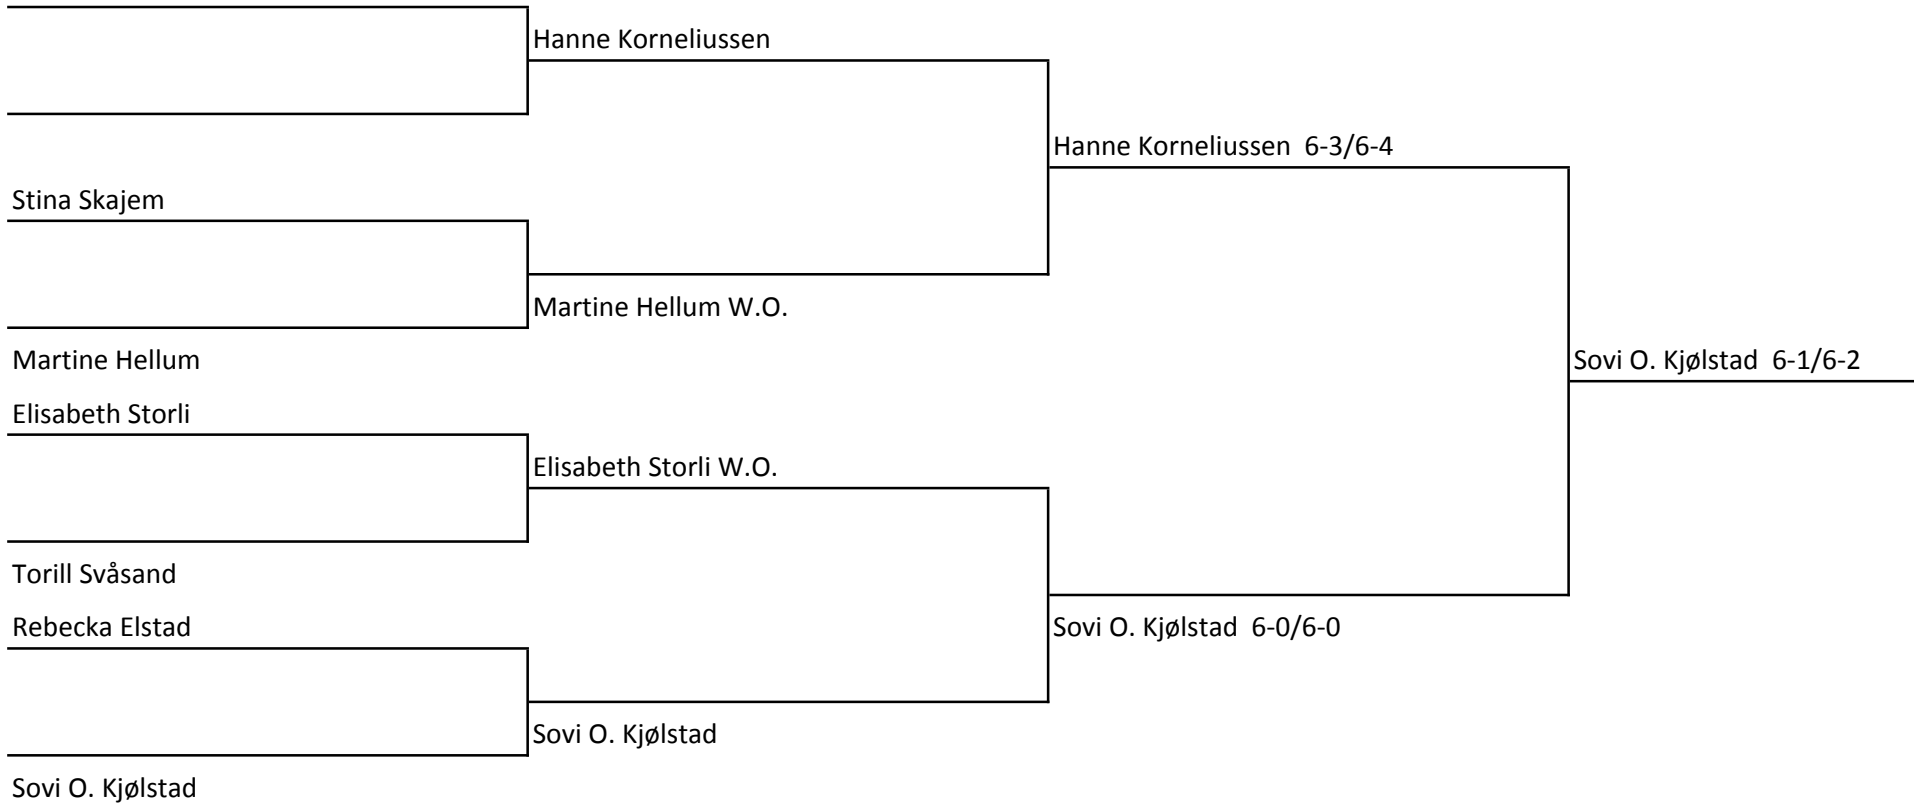 Hanne Korneliussen
Hanne Korneliussen 6-3/6-4
Stina Skajem
Martine Hellum W.O.
Martine Hellum
Sovi O. Kjølstad 6-1/6-2
Elisabeth Storli
Elisabeth Storli W.O.
Torill Svåsand
Rebecka Elstad
Sovi O. Kjølstad 6-0/6-0
Sovi O. Kjølstad
Sovi O. Kjølstad